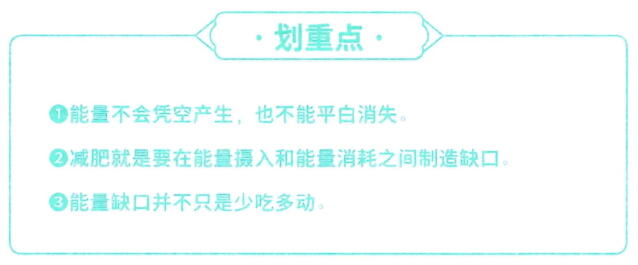 ·划重点·
❶能量不会凭空产生，也不能平白消失。
❷减肥就是要在能量摄入和能量消耗之间制造缺口。
❸能量缺口并不只是少吃多动。